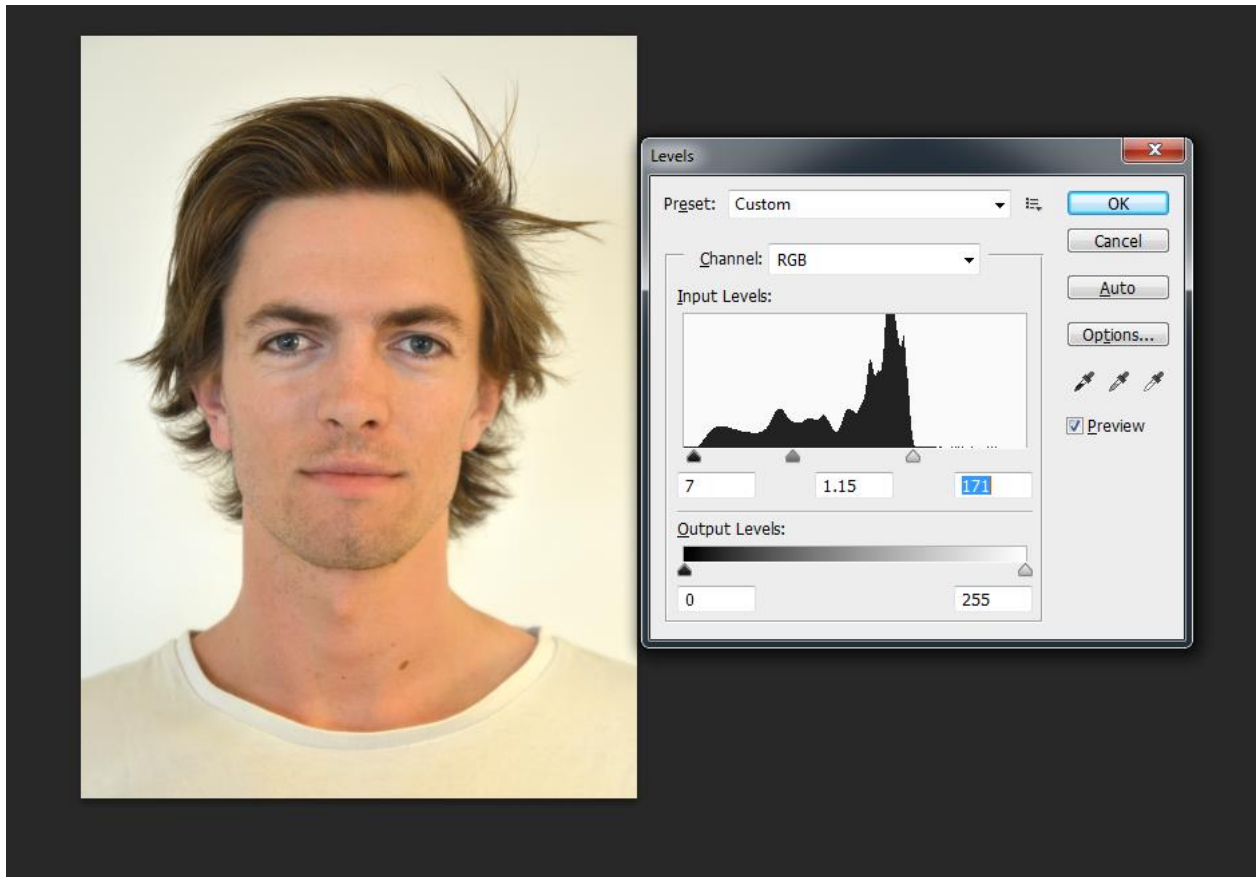 Levels
Preset: Custom
OK
Cancel
Channel: RGB
Auto
Input Levels:
Options...
Preview
7 1.15 171
Output Levels:
0 255